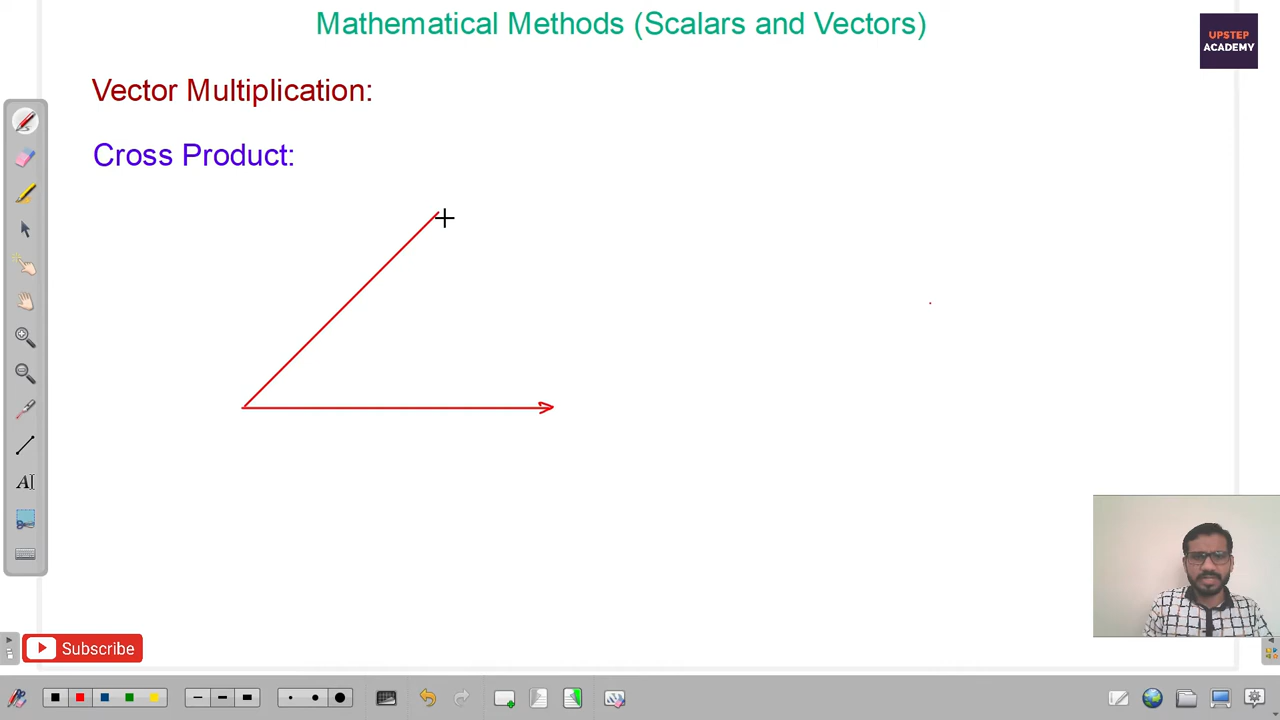 Mathematical Methods (Scalars and Vectors)
UPSTEP
ACADEMY
Vector Multiplication:
Cross Product:
A
Subscribe